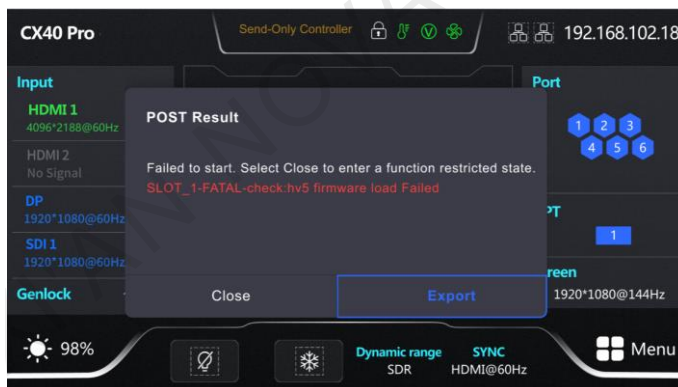 CX40 Pro
Send-Only Controller
192.168.102.18
Input
Port
HDMI 1
4096*2188@60Hz
1 2 3
4 5 6
HDMI 2
No Signal
POST Result
Failed to start. Select Close to enter a function restricted state.
SLOT_1-FATAL-check:hv5 firmware load Failed
DP
1920*1080@60Hz
PT
1
SDI 1
1920*1080@60Hz
reen
Genlock
Close
Export
1920*1080@144Hz
98%
Dynamic range
SDR
SYNC
HDMI@60Hz
Menu